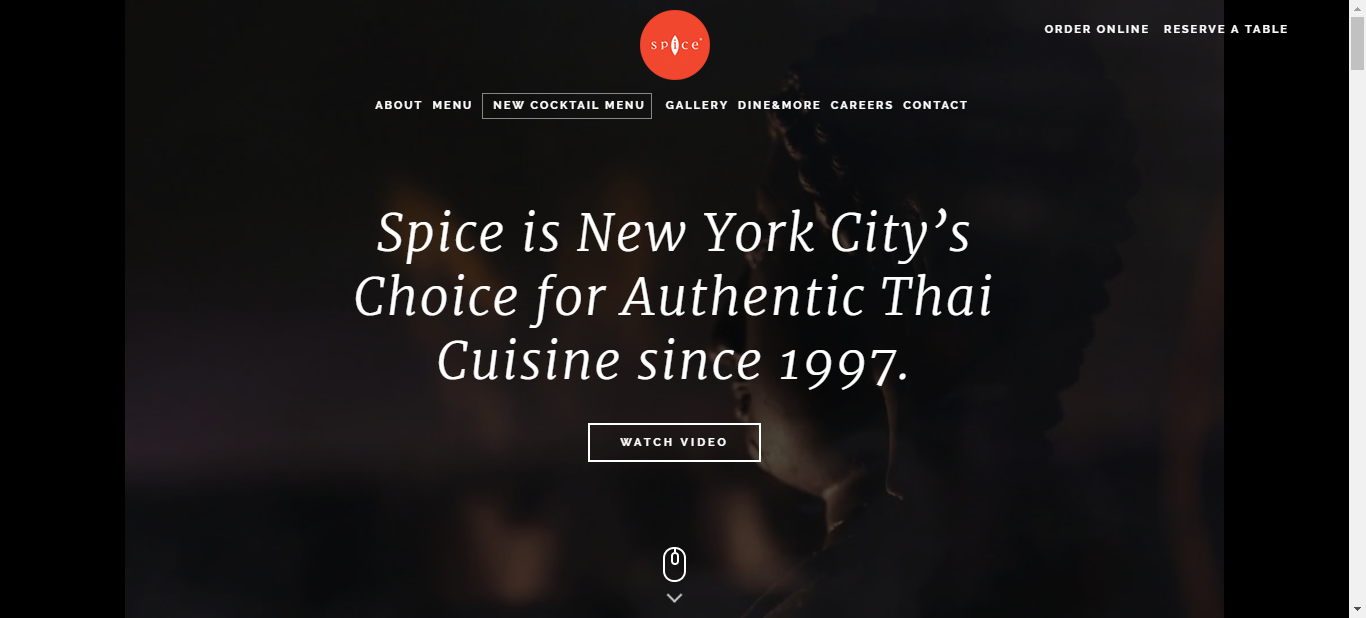 ORDER ONLINE RESERVE A TABLE
spice
ABOUT MENU NEW COCKTAIL MENU GALLERY DINE&MORE CAREERS CONTACT
Spice is New York City’s
Choice for Authentic Thai
Cuisine since 1997.
WATCH VIDEO